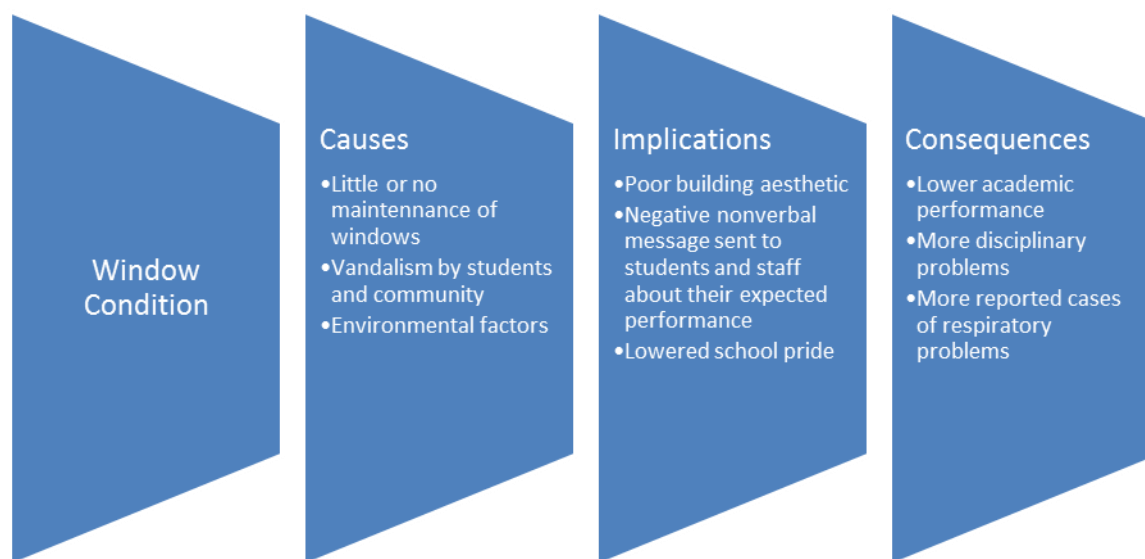 Window
Condition
Causes
•Little or no
maintennance of
windows
•Vandalism by students
and community
•Environmental factors
Implications
•Poor building aesthetic
•Negative nonverbal
message sent to
students and staff
about their expected
performance
•Lowered school pride
Consequences
•Lower academic
performance
•More disciplinary
problems
•More reported cases
of respiratory
problems